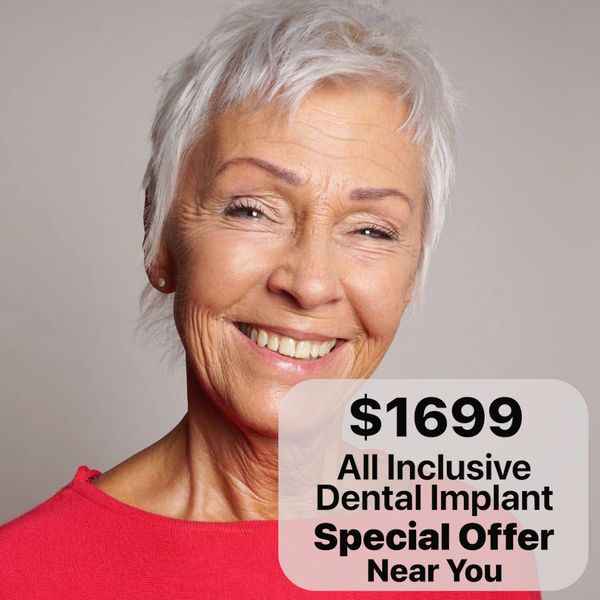 $1699
All Inclusive
Dental Implant
Special Offer
Near You